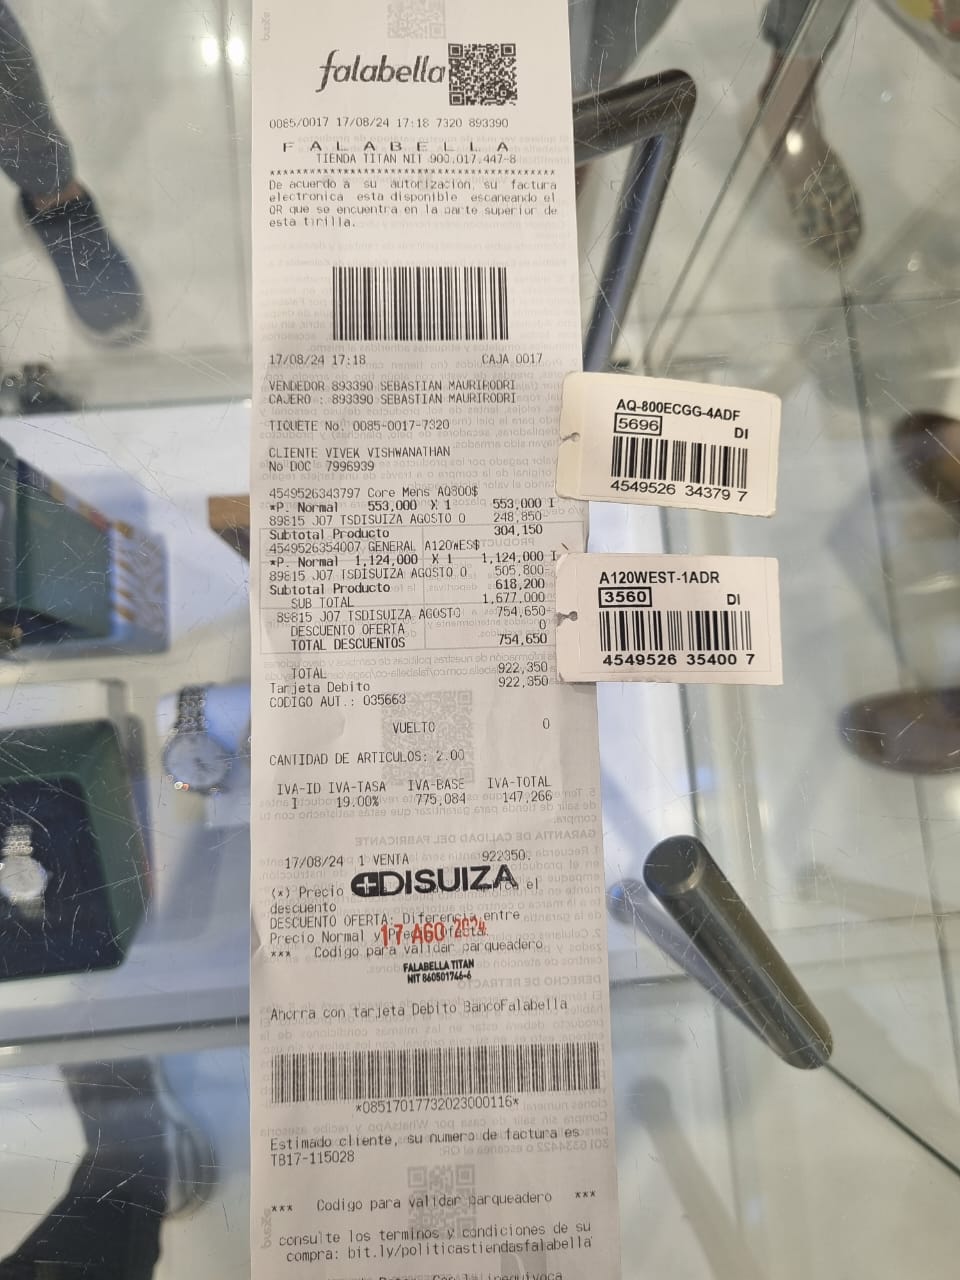 falabella
0085/0017 17/08/24 17:18 7320 893390
F A L A B E L L A
TIENDA TITAN NIT 900.017.447-8
********************************************
De acuerdo a su autorizacion, su factura
electronica esta disponible escaneando el
QR que se encuentra en la parte superior de
esta tirilla.
17/08/24 17:18 CAJA 0017
VENDEDOR 893390 SEBASTIAN MAURIRODRI
CAJERO : 893390 SEBASTIAN MAURIRODRI
TIQUETE No. 0085-0017-7320
CLIENTE VIVEK VISHWANATHAN
No DOC 7996939
4549526343797 Core Mens AQ800$
*P. Normal 553,000 X 1 553,000 I
89815 J07 TSDISUIZA AGOSTO 0 248,850-
Subtotal Producto 304,150
4549526354007 GENERAL A120WES$
*P. Normal 1,124,000 X 1 1,124,000 I
89815 J07 TSDISUIZA AGOSTO 0 505,800-
Subtotal Producto 618,200
SUB TOTAL 1,677,000
89815 J07 TSDISUIZA AGOSTO 754,650-
DESCUENTO OFERTA 0
TOTAL DESCUENTOS 754,650
TOTAL 922,350
Tarjeta Debito 922,350
CODIGO AUT.: 035663
VUELTO 0
CANTIDAD DE ARTICULOS: 2.00
IVA-ID IVA-TASA IVA-BASE IVA-TOTAL
I 19.00% 775,084 147,266
17/08/24 1 VENTA 922350.
DISUIZA
(*) Precio el
descuento
DESCUENTO OFERTA: Diferencia entre
Precio Normal y
17 AGO 2024
*** Codigo para validar parqueadero
FALABELLA TITAN
NIT 860501746-6
Ahorra con tarjeta Debito BancoFalabella
*08517017732023000116*
Estimado cliente, su numero de factura es
TB17-115028
*** Codigo para validar parqueadero ***
consulte los terminos y condiciones de su
compra: bit.ly/politicastiendasfalabella
AQ-800ECGG-4ADF
5696 DI
4549526 34379 7
A120WEST-1ADR
3560 DI
4549526 35400 7